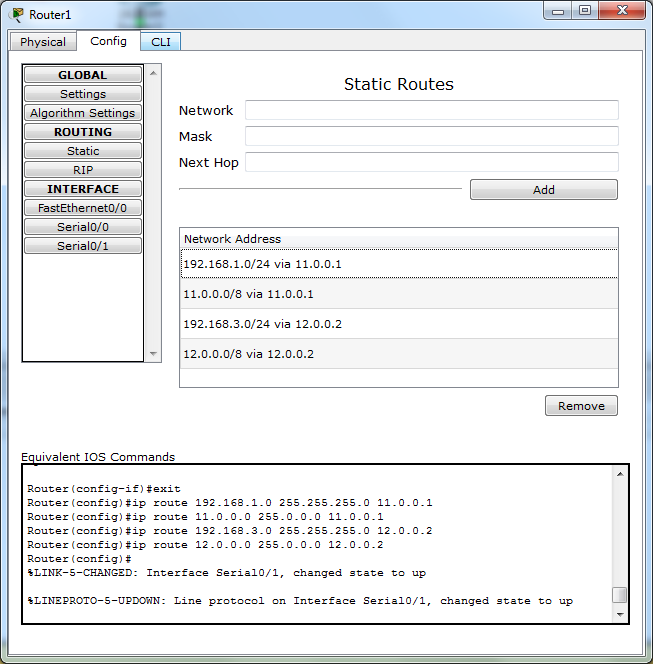 Router1
Physical Config CLI
GLOBAL
Settings
Algorithm Settings
ROUTING
Static
RIP
INTERFACE
FastEthernet0/0
Serial0/0
Serial0/1
Static Routes
Network
Mask
Next Hop
Add
Network Address
192.168.1.0/24 via 11.0.0.1
11.0.0.0/8 via 11.0.0.1
192.168.3.0/24 via 12.0.0.2
12.0.0.0/8 via 12.0.0.2
Remove
Equivalent IOS Commands
Router(config-if)#exit
Router(config)#ip route 192.168.1.0 255.255.255.0 11.0.0.1
Router(config)#ip route 11.0.0.0 255.0.0.0 11.0.0.1
Router(config)#ip route 192.168.3.0 255.255.255.0 12.0.0.2
Router(config)#ip route 12.0.0.0 255.0.0.0 12.0.0.2
Router(config)#
%LINK-5-CHANGED: Interface Serial0/1, changed state to up
%LINEPROTO-5-UPDOWN: Line protocol on Interface Serial0/1, changed state to up